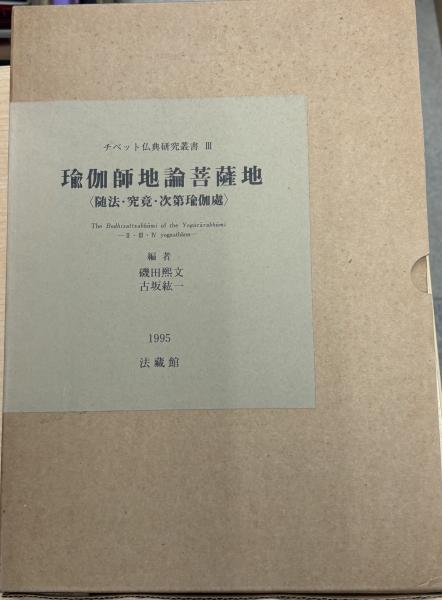 チベット仏典研究叢書 Ⅲ
瑜伽師地論菩薩地
〈随法・究竟・次第瑜伽處〉
The Bodhisattvabhūmi of the Yogācārabhūmi
—Ⅱ・Ⅲ・Ⅳ yogasthāna—
編者
磯田熙文
古坂紘一
1995
法藏館